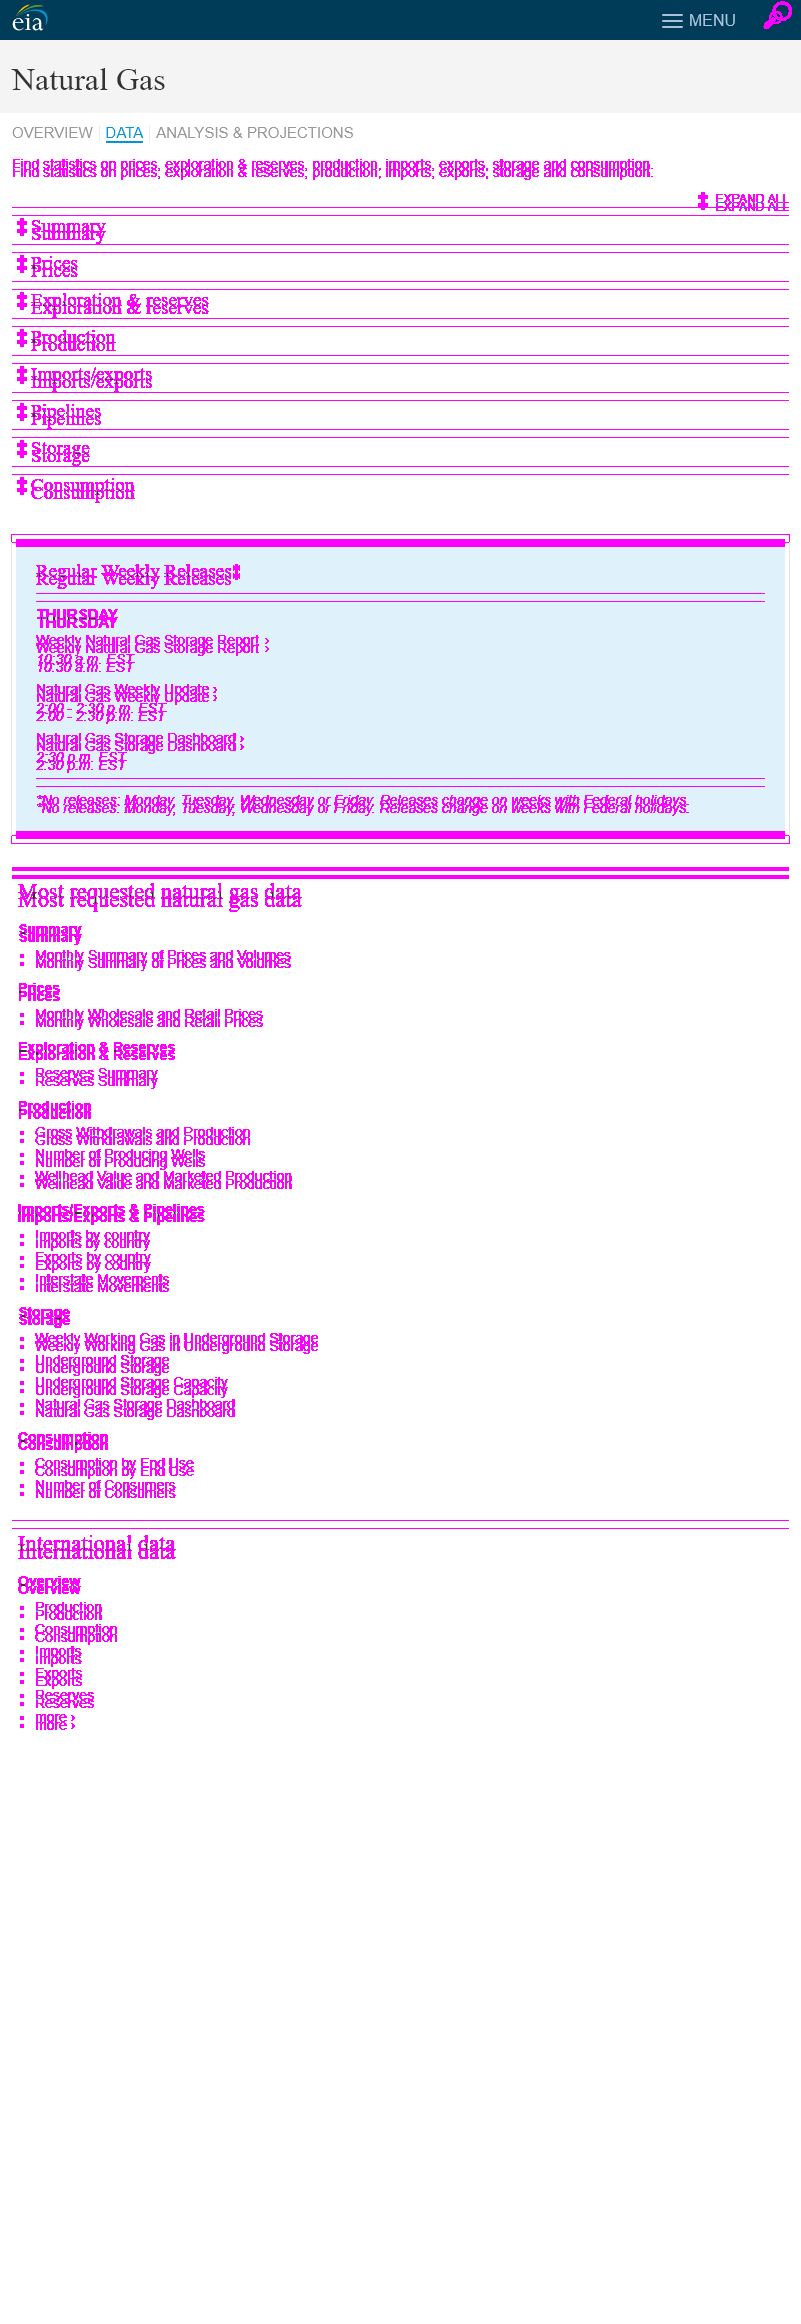 eia
MENU
Natural Gas
OVERVIEW DATA ANALYSIS & PROJECTIONS
Find statistics on prices, exploration & reserves, production, imports, exports, storage and consumption.
EXPAND ALL
Summary
Prices
Exploration & reserves
Production
Imports/exports
Pipelines
Storage
Consumption
Regular Weekly Releases*
THURSDAY
Weekly Natural Gas Storage Report ›
10:30 a.m. EST
Natural Gas Weekly Update ›
2:00 - 2:30 p.m. EST
Natural Gas Storage Dashboard ›
2:30 p.m. EST
*No releases: Monday, Tuesday, Wednesday or Friday. Releases change on weeks with Federal holidays.
Most requested natural gas data
Summary
Monthly Summary of Prices and Volumes
Prices
Monthly Wholesale and Retail Prices
Exploration & Reserves
Reserves Summary
Production
Gross Withdrawals and Production
Number of Producing Wells
Wellhead Value and Marketed Production
Imports/Exports & Pipelines
Imports by country
Exports by country
Interstate Movements
Storage
Weekly Working Gas in Underground Storage
Underground Storage
Underground Storage Capacity
Natural Gas Storage Dashboard
Consumption
Consumption by End Use
Number of Consumers
International data
Overview
Production
Consumption
Imports
Exports
Reserves
more ›